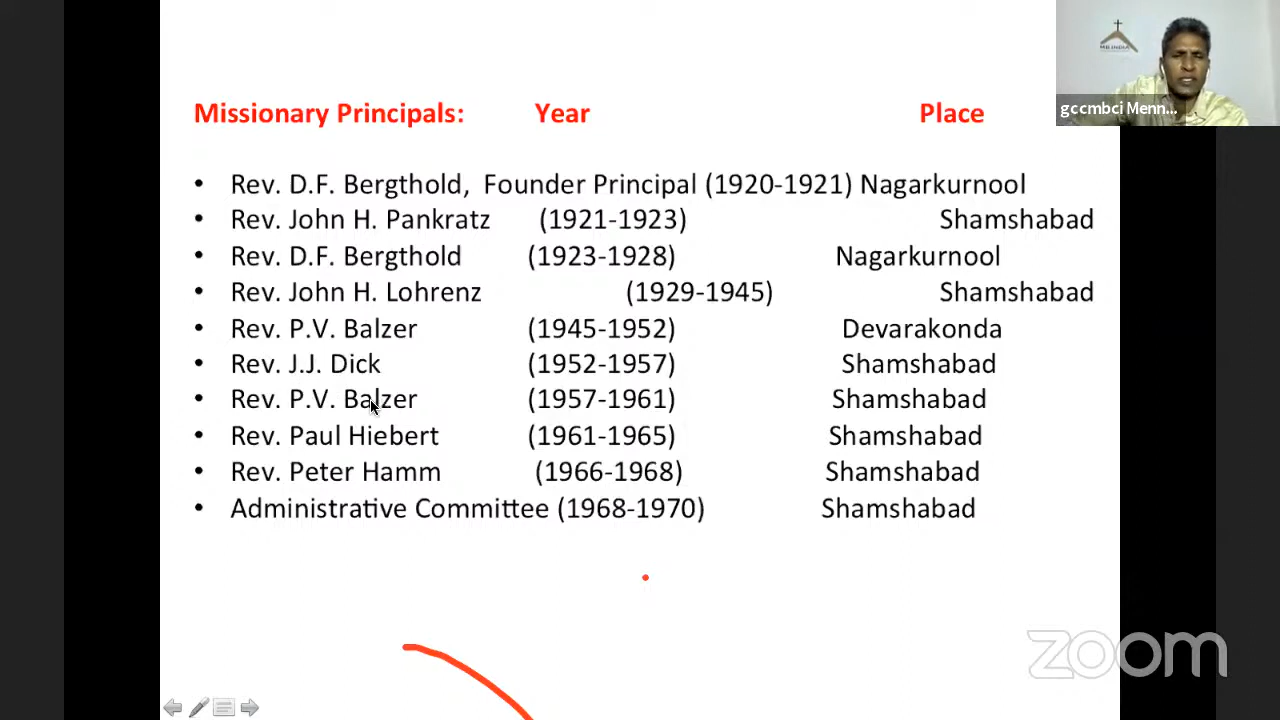 MB INDIA
gccmbci Menn...
Missionary Principals: Year Place
• Rev. D.F. Bergthold, Founder Principal (1920-1921) Nagarkurnool
• Rev. John H. Pankratz (1921-1923) Shamshabad
• Rev. D.F. Bergthold (1923-1928) Nagarkurnool
• Rev. John H. Lohrenz (1929-1945) Shamshabad
• Rev. P.V. Balzer (1945-1952) Devarakonda
• Rev. J.J. Dick (1952-1957) Shamshabad
• Rev. P.V. Balzer (1957-1961) Shamshabad
• Rev. Paul Hiebert (1961-1965) Shamshabad
• Rev. Peter Hamm (1966-1968) Shamshabad
• Administrative Committee (1968-1970) Shamshabad
zoom